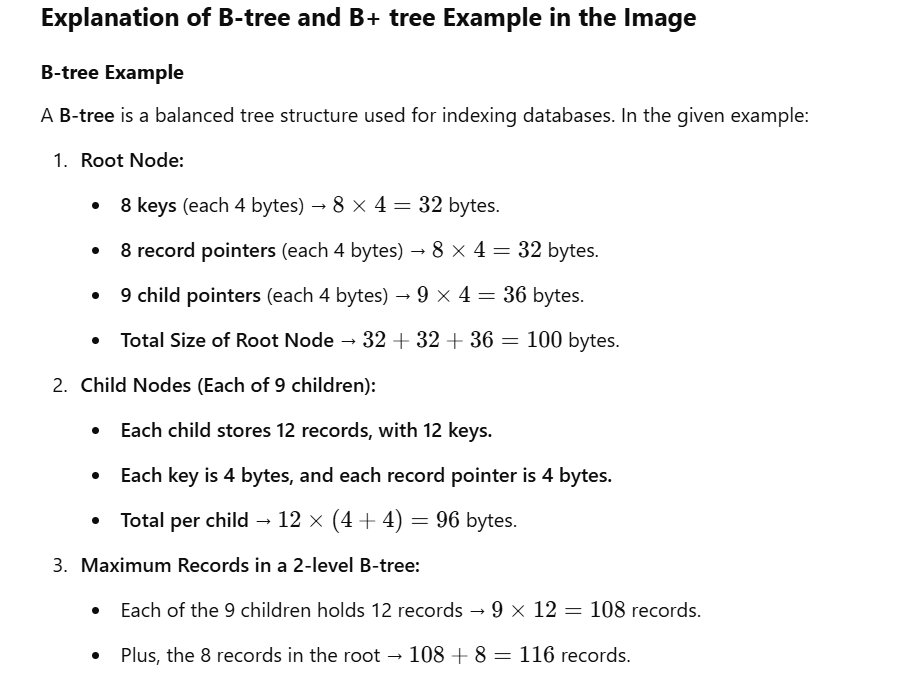 Explanation of B-tree and B+ tree Example in the Image
B-tree Example
A B-tree is a balanced tree structure used for indexing databases. In the given example:
1. Root Node:
• 8 keys (each 4 bytes) → 8 × 4 = 32 bytes.
• 8 record pointers (each 4 bytes) → 8 × 4 = 32 bytes.
• 9 child pointers (each 4 bytes) → 9 × 4 = 36 bytes.
• Total Size of Root Node → 32 + 32 + 36 = 100 bytes.
2. Child Nodes (Each of 9 children):
• Each child stores 12 records, with 12 keys.
• Each key is 4 bytes, and each record pointer is 4 bytes.
• Total per child → 12 × (4 + 4) = 96 bytes.
3. Maximum Records in a 2-level B-tree:
• Each of the 9 children holds 12 records → 9 × 12 = 108 records.
• Plus, the 8 records in the root → 108 + 8 = 116 records.